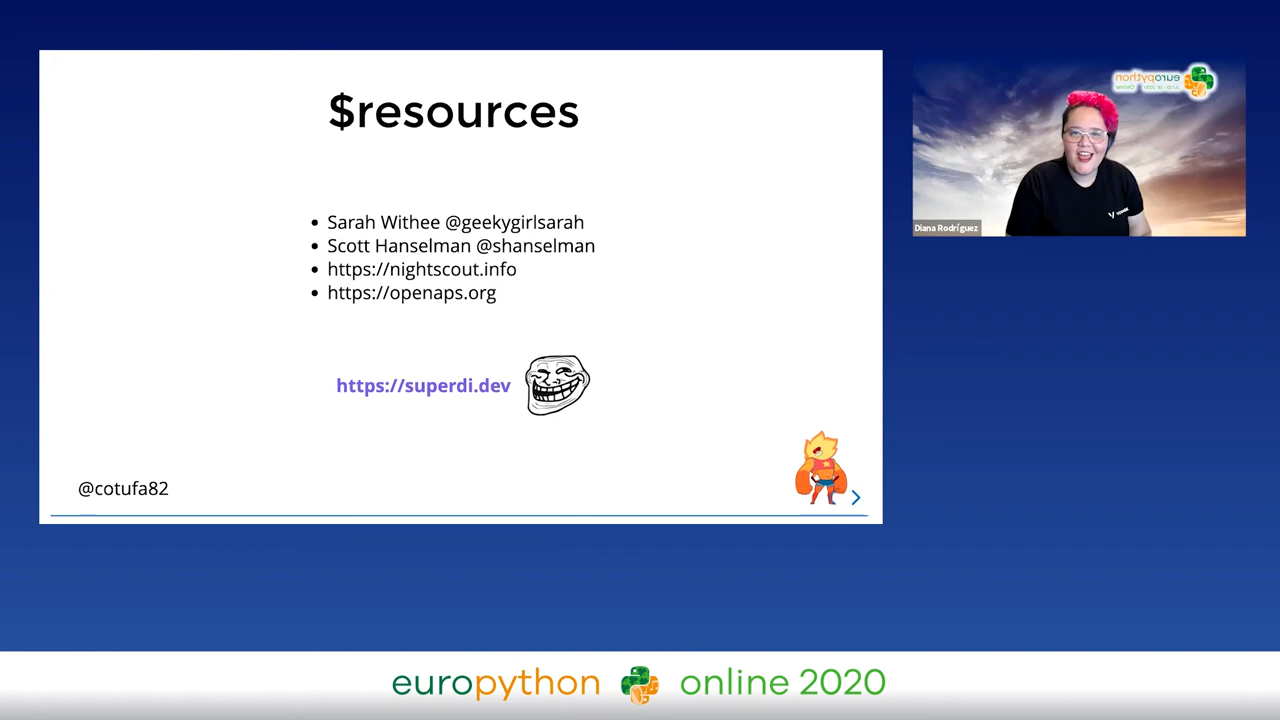 $resources
Sarah Withee @geekygirlsarah
Scott Hanselman @shanselman
https://nightscout.info
https://openaps.org
https://superdi.dev
@cotufa82
europython
Diana Rodríguez
europython online 2020